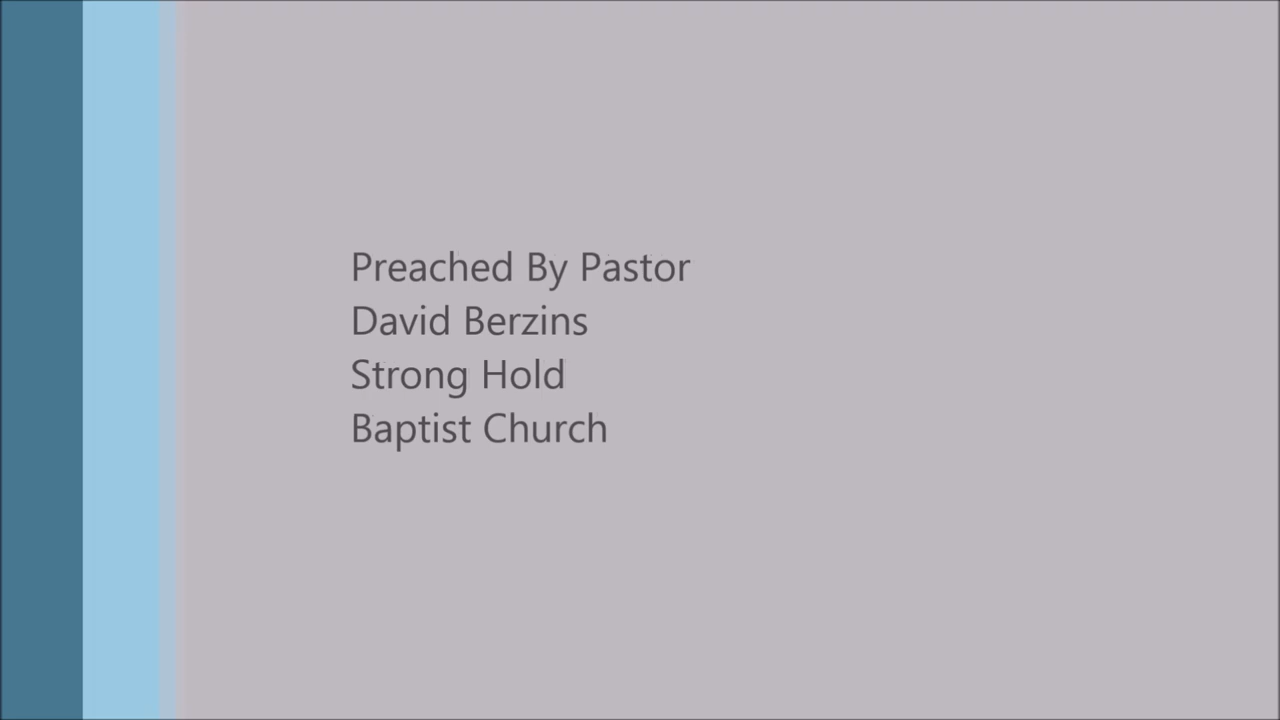 Preached By Pastor
David Berzins
Strong Hold
Baptist Church